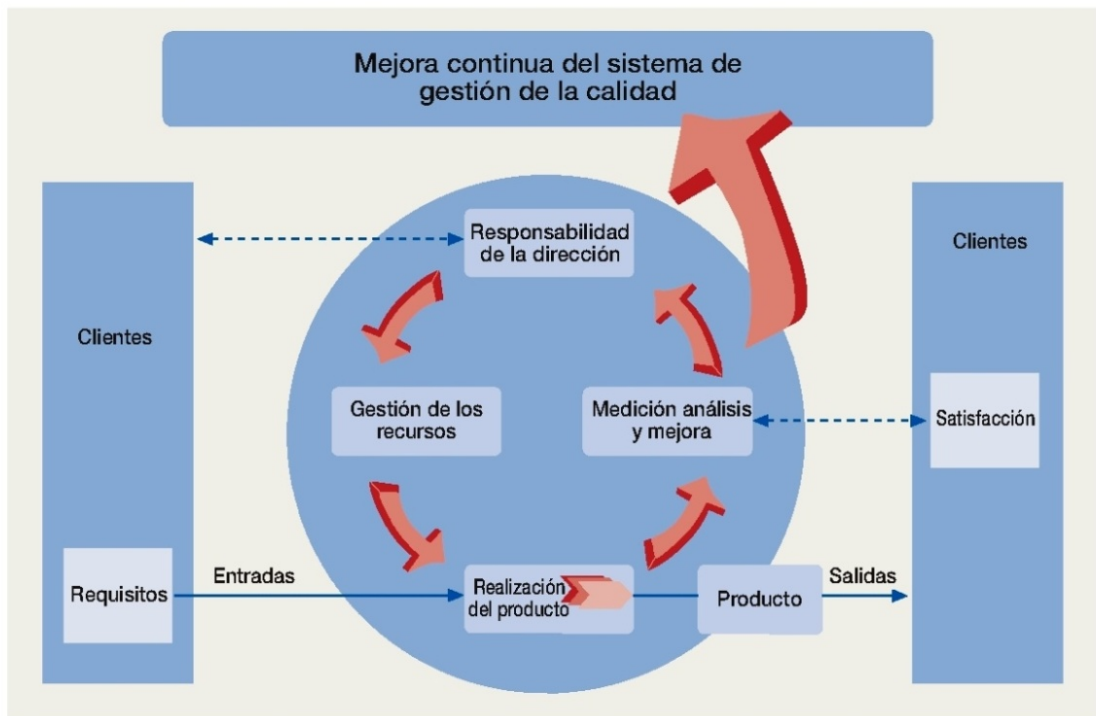 Mejora continua del sistema de
gestión de la calidad
Responsabilidad
de la dirección
Clientes
Clientes
Gestión de los
recursos
Medición análisis
y mejora
Satisfacción
Requisitos
Entradas
Realización
del producto
Producto
Salidas